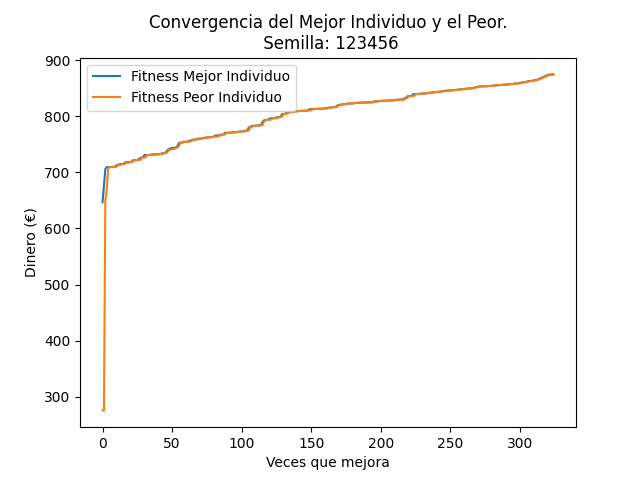 Convergencia del Mejor Individuo y el Peor.
Semilla: 123456
Fitness Mejor Individuo
Fitness Peor Individuo
Dinero (€)
900
800
700
600
500
400
300
0 50 100 150 200 250 300
Veces que mejora